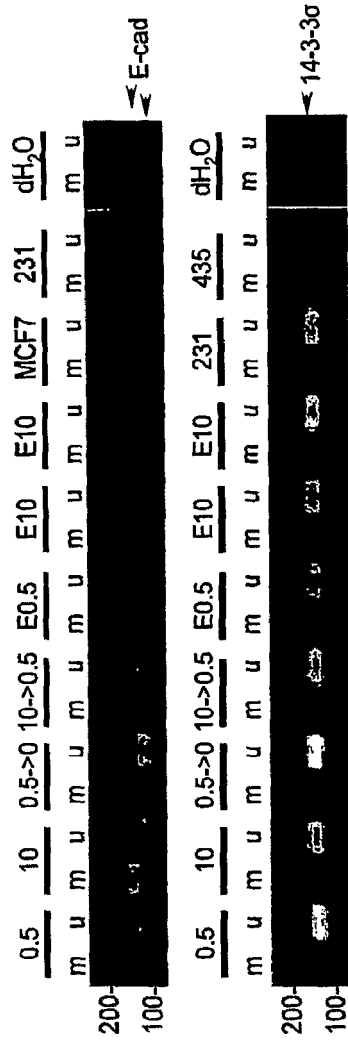 0.5 10 0.5->0 10->0.5 E0.5 E10 E10 MCF7 231 dH₂O
m u m u m u m u m u m u m u m u m u m u
200-
100-
E-cad
0.5 10 0.5->0 10->0.5 E0.5 E10 E10 231 435 dH₂O
m u m u m u m u m u m u m u m u m u m u
200-
100-
14-3-3σ